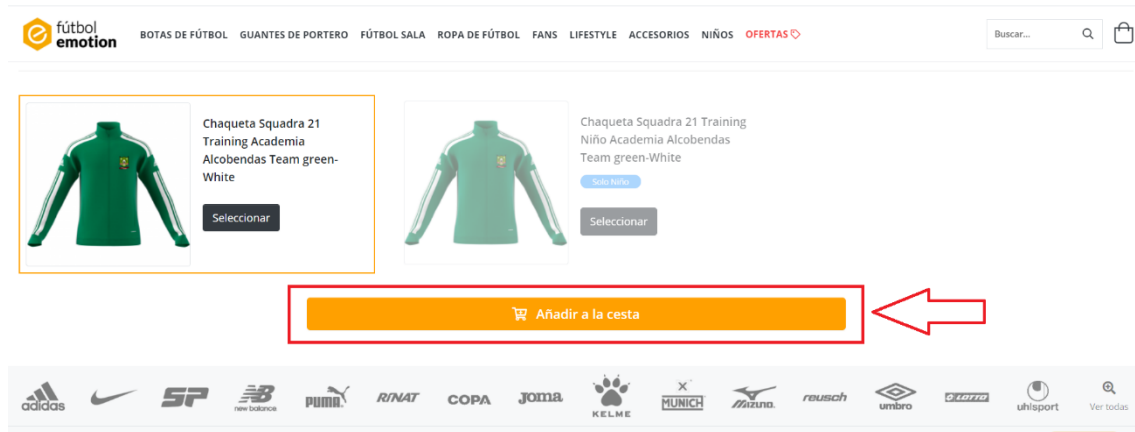 fútbol
emotion
BOTAS DE FÚTBOL GUANTES DE PORTERO FÚTBOL SALA ROPA DE FÚTBOL FANS LIFESTYLE ACCESORIOS NIÑOS OFERTAS
Buscar...
Chaqueta Squadra 21
Training Academia
Alcobendas Team green-
White
Seleccionar
Chaqueta Squadra 21 Training
Niño Academia Alcobendas
Team green-White
Solo Niño
Seleccionar
Añadir a la cesta
adidas SP new balance PUMA RINAT COPA Joma KELME MUNICH MIZUNO reusch umbro LOTTO uhlsport Ver todas